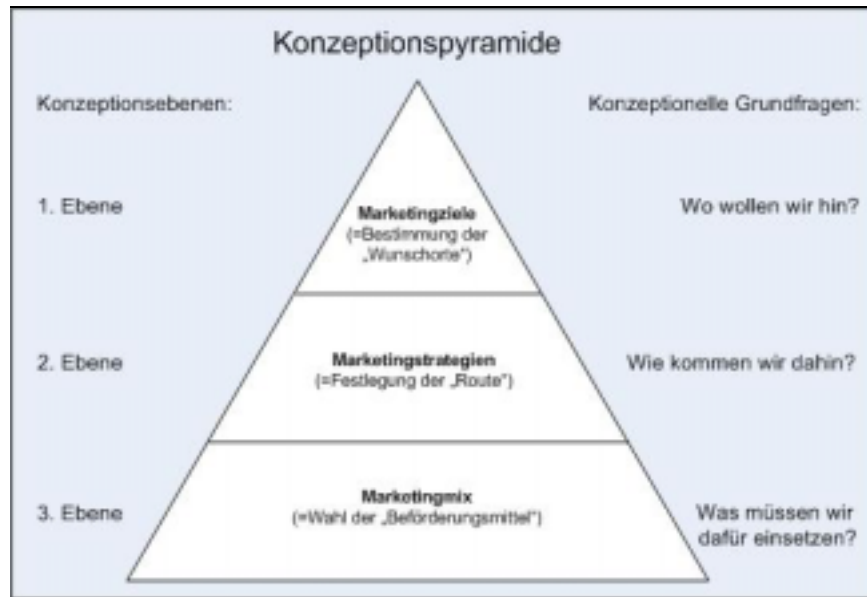 Konzeptionspyramide
Konzeptionsebenen:
Konzeptionelle Grundfragen:
1. Ebene
Marketingziele
(=Bestimmung der
„Wunschorte“)
Wo wollen wir hin?
2. Ebene
Marketingstrategien
(=Festlegung der „Route“)
Wie kommen wir dahin?
3. Ebene
Marketingmix
(=Wahl der „Beförderungsmittel“)
Was müssen wir
dafür einsetzen?